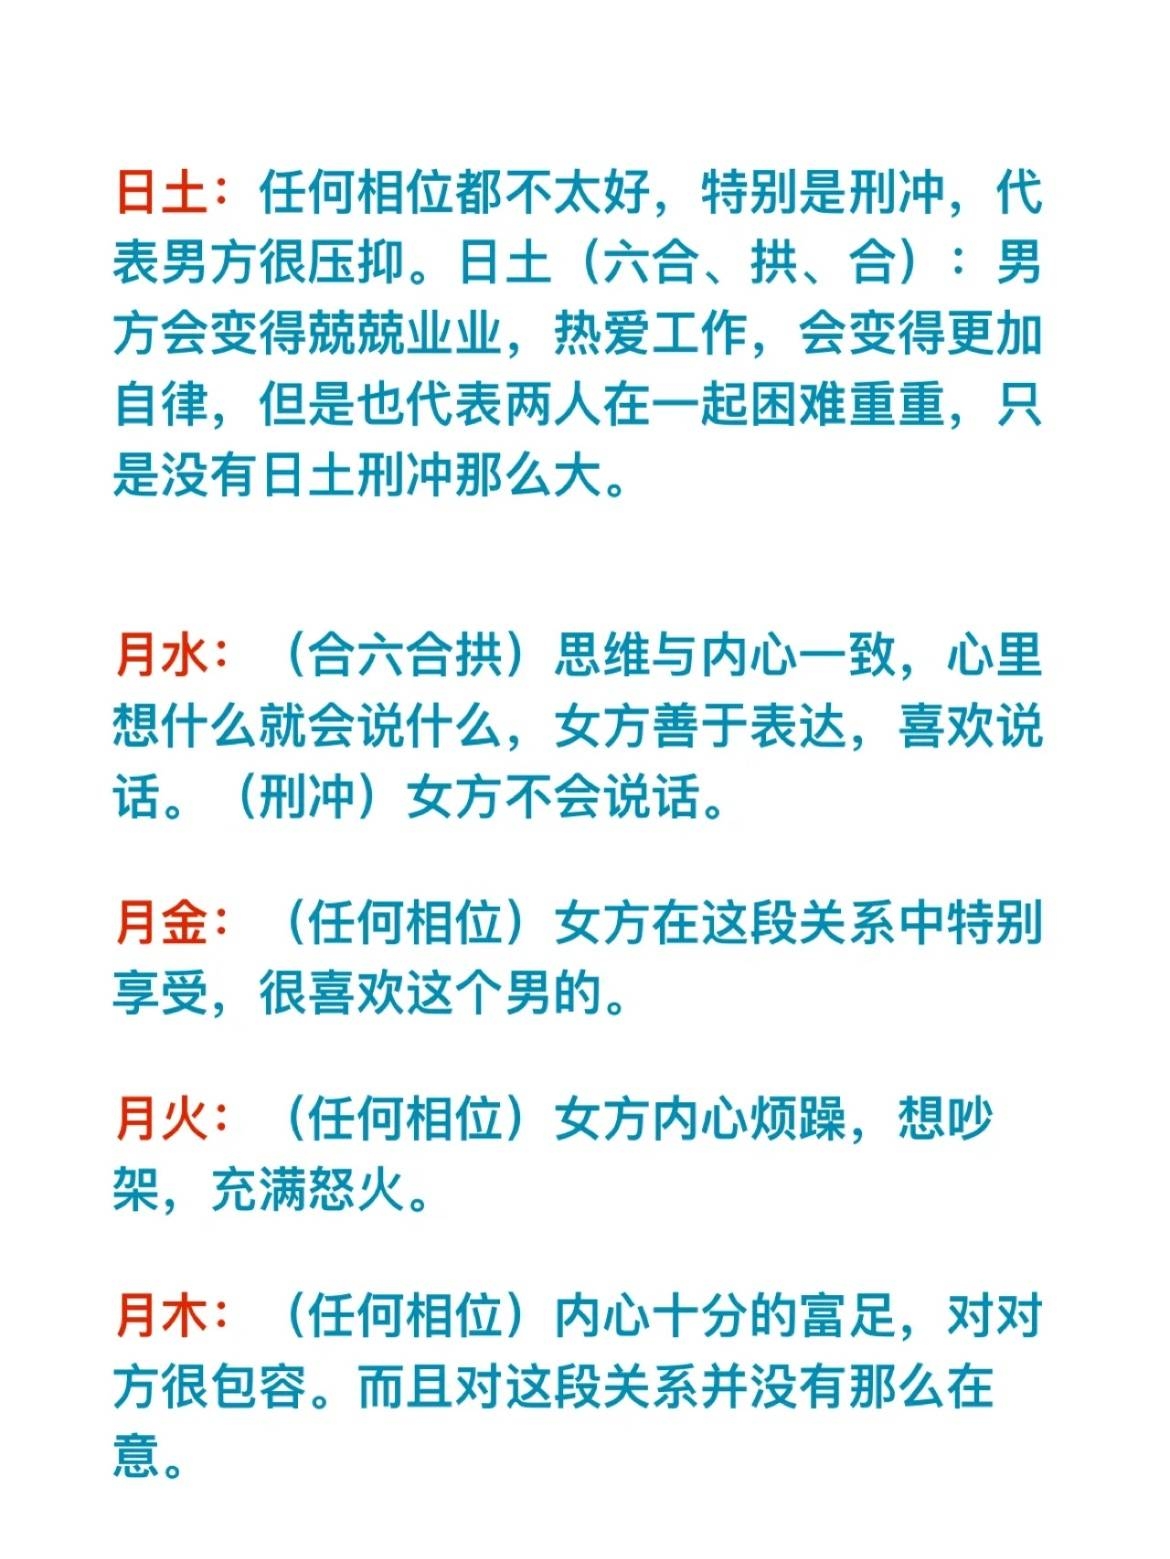 日土：任何相位都不太好，特别是刑冲，代
表男方很压抑。日土（六合、拱、合）：男
方会变得兢兢业业，热爱工作，会变得更加
自律，但是也代表两人在一起困难重重，只
是没有日土刑冲那么大。
月水：（合六合拱）思维与内心一致，心里
想什么就会说什么，女方善于表达，喜欢说
话。（刑冲）女方不会说话。
月金：（任何相位）女方在这段关系中特别
享受，很喜欢这个男的。
月火：（任何相位）女方内心烦躁，想吵
架，充满怒火。
月木：（任何相位）内心十分的富足，对对
方很包容。而且对这段关系并没有那么在
意。